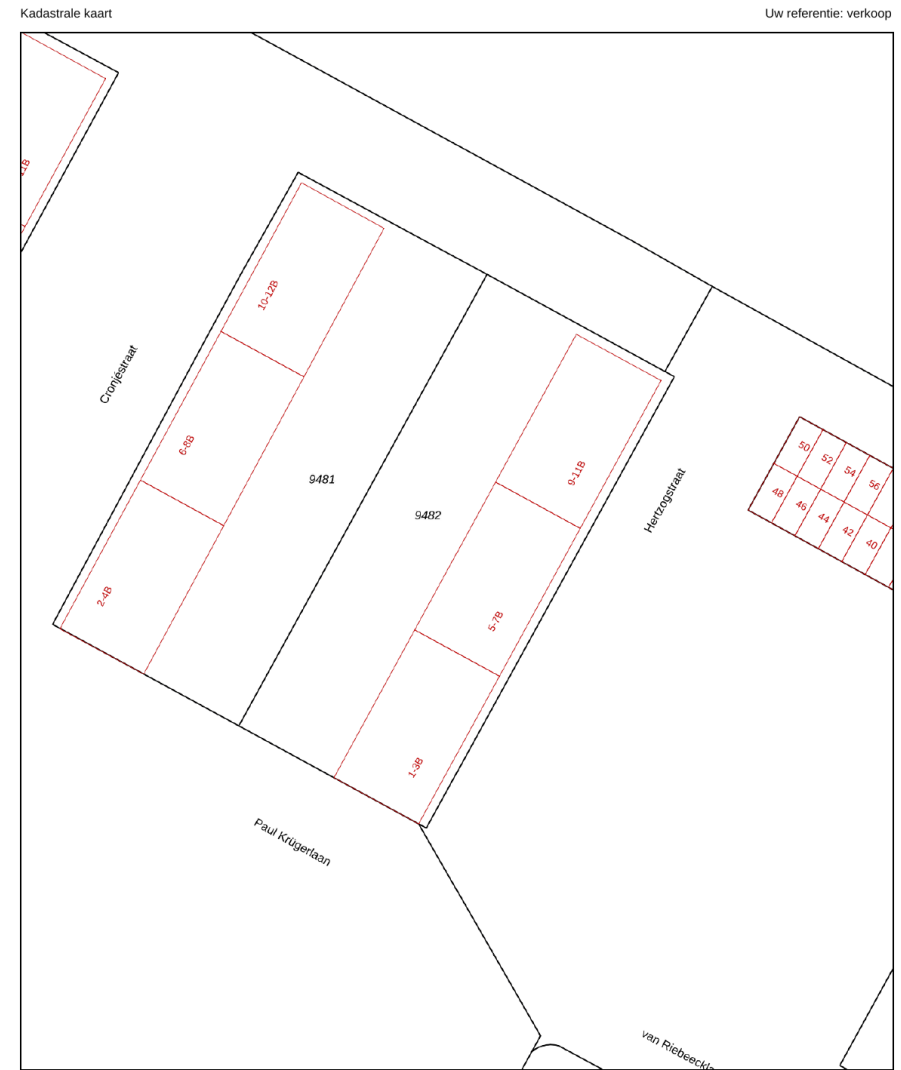 Kadastrale kaart
Uw referentie: verkoop
10-12B
Cronjéstraat
6-8B
9481
2-4B
9482
9-11B
Hertzogstraat
5-7B
1-3B
50
52
54
56
48
46
44
42
40
Paul Krügerlaan
van Riebeeckla